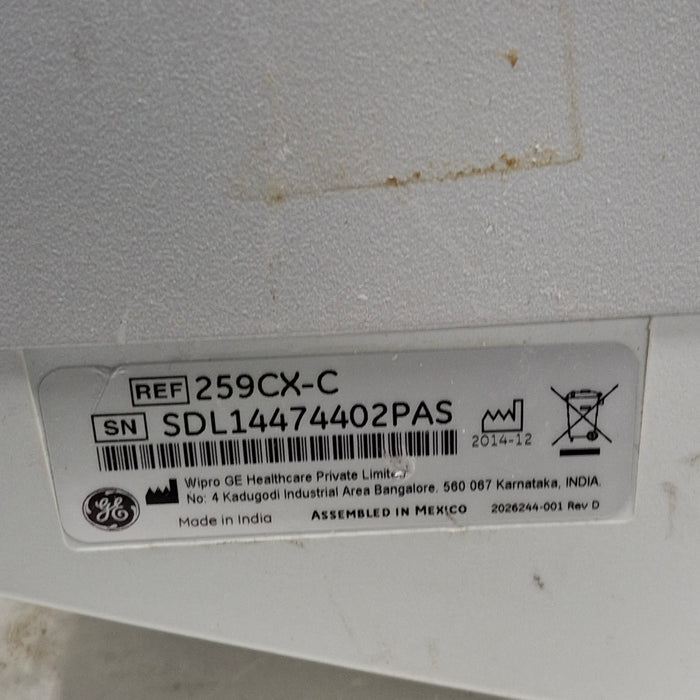 REF 259CX-C
SN SDL14474402PAS
2014-12
Wipro GE Healthcare Private Limited
No: 4 Kadugodi Industrial Area Bangalore. 560 067 Karnataka, INDIA.
GE
Made in India
ASSEMBLED IN MEXICO
2026244-001 Rev D